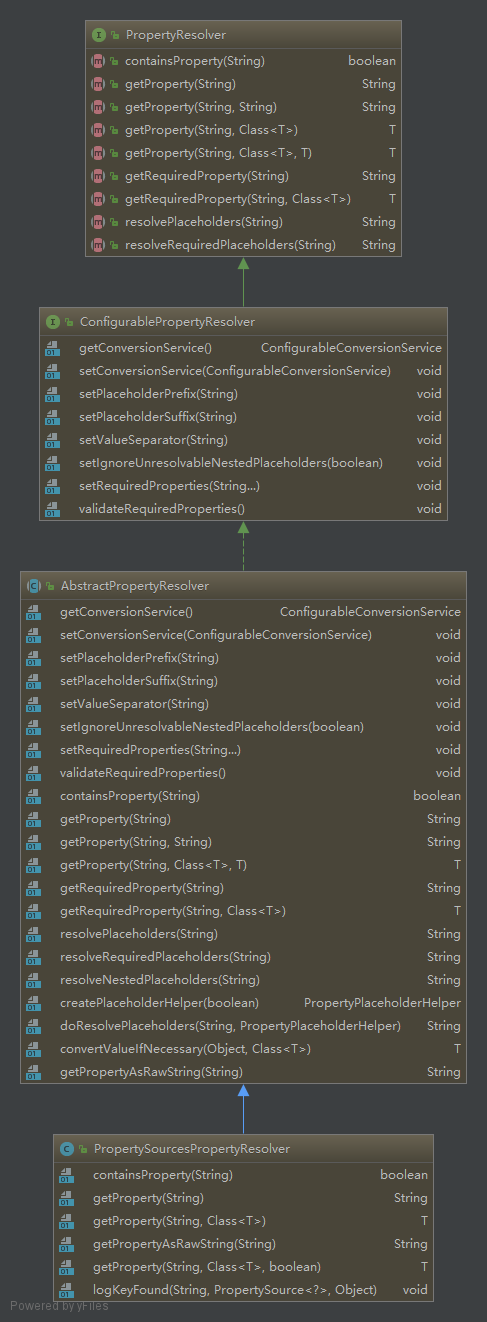 PropertyResolver
containsProperty(String) boolean
getProperty(String) String
getProperty(String, String) String
getProperty(String, Class<T>) T
getProperty(String, Class<T>, T) T
getRequiredProperty(String) String
getRequiredProperty(String, Class<T>) T
resolvePlaceholders(String) String
resolveRequiredPlaceholders(String) String
ConfigurablePropertyResolver
getConversionService() ConfigurableConversionService
setConversionService(ConfigurableConversionService) void
setPlaceholderPrefix(String) void
setPlaceholderSuffix(String) void
setValueSeparator(String) void
setIgnoreUnresolvableNestedPlaceholders(boolean) void
setRequiredProperties(String...) void
validateRequiredProperties() void
AbstractPropertyResolver
getConversionService() ConfigurableConversionService
setConversionService(ConfigurableConversionService) void
setPlaceholderPrefix(String) void
setPlaceholderSuffix(String) void
setValueSeparator(String) void
setIgnoreUnresolvableNestedPlaceholders(boolean) void
setRequiredProperties(String...) void
validateRequiredProperties() void
containsProperty(String) boolean
getProperty(String) String
getProperty(String, String) String
getProperty(String, Class<T>, T) T
getRequiredProperty(String) String
getRequiredProperty(String, Class<T>) T
resolvePlaceholders(String) String
resolveRequiredPlaceholders(String) String
resolveNestedPlaceholders(String) String
createPlaceholderHelper(boolean) PropertyPlaceholderHelper
doResolvePlaceholders(String, PropertyPlaceholderHelper) String
convertValueIfNecessary(Object, Class<T>) T
getPropertyAsRawString(String) String
PropertySourcesPropertyResolver
containsProperty(String) boolean
getProperty(String) String
getProperty(String, Class<T>) T
getPropertyAsRawString(String) String
getProperty(String, Class<T>, boolean) T
logKeyFound(String, PropertySource<?>, Object) void
Powered by yFiles